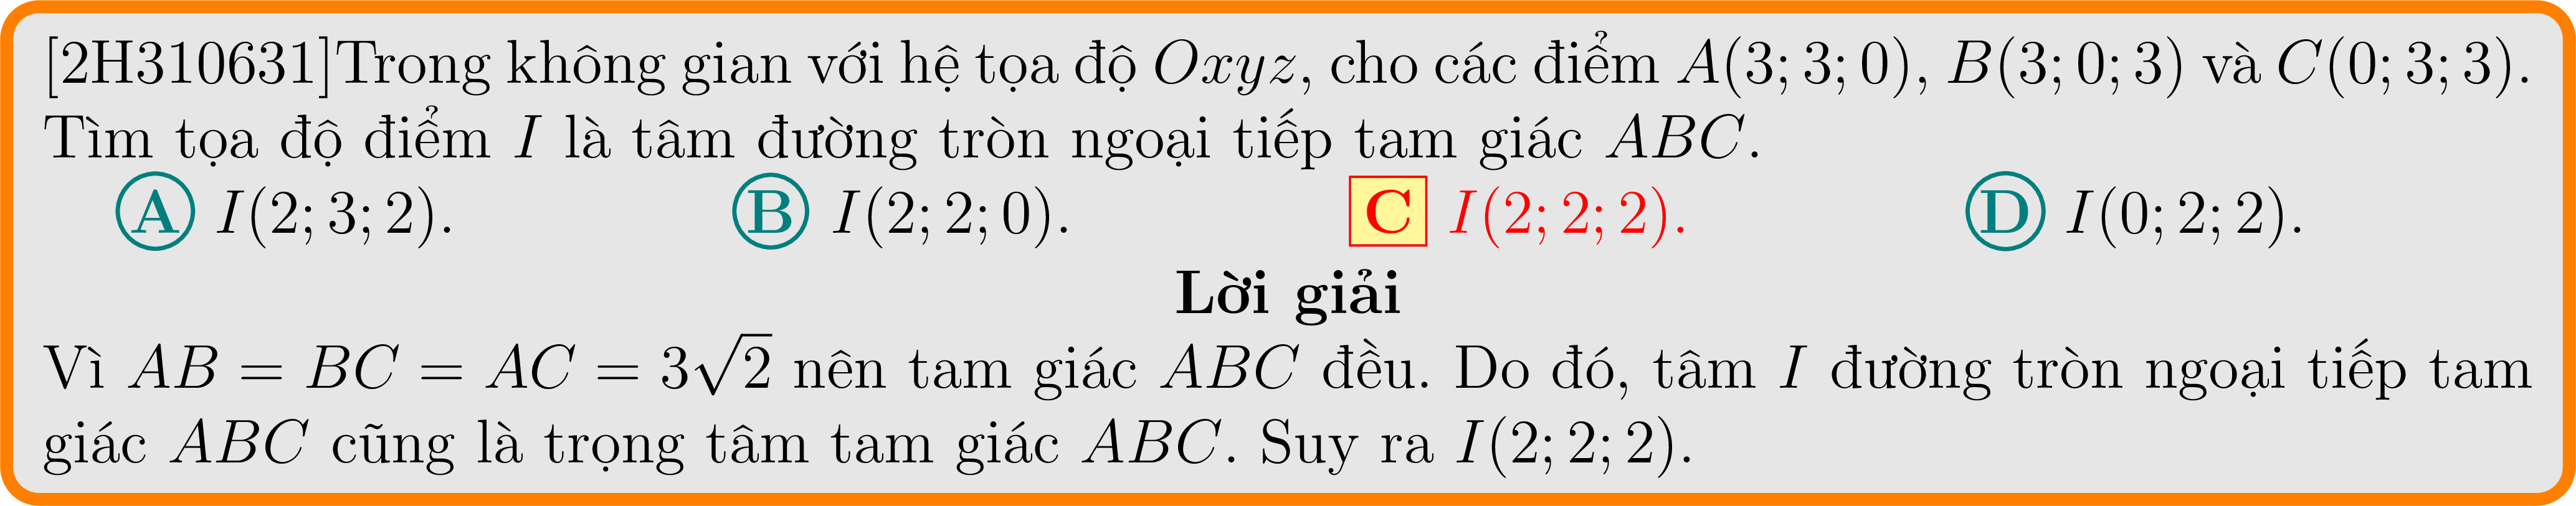 [2H310631]Trong không gian với hệ tọa độ Oxyz, cho các điểm A(3; 3; 0), B(3; 0; 3) và C(0; 3; 3).
Tìm tọa độ điểm I là tâm đường tròn ngoại tiếp tam giác ABC.
A I(2; 3; 2). B I(2; 2; 0). C I(2; 2; 2). D I(0; 2; 2).
Lời giải
Vì AB = BC = AC = 3√2 nên tam giác ABC đều. Do đó, tâm I đường tròn ngoại tiếp tam
giác ABC cũng là trọng tâm tam giác ABC. Suy ra I(2; 2; 2).